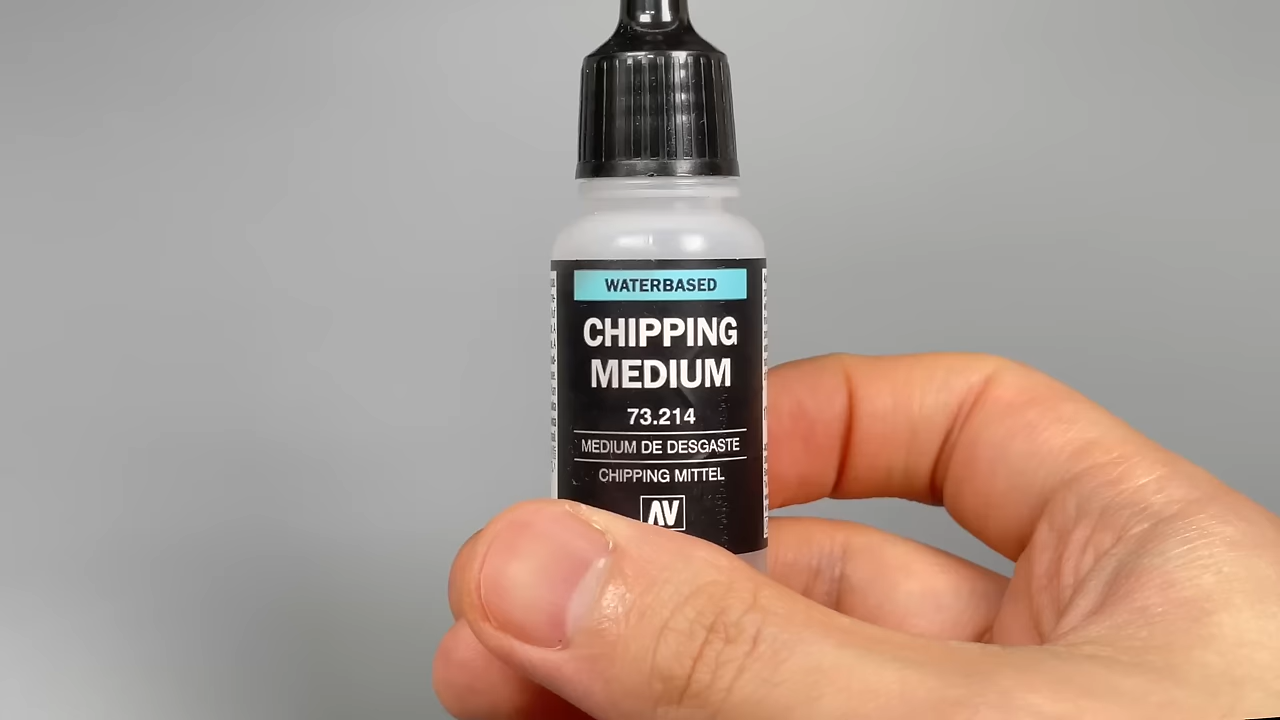 WATERBASED
CHIPPING
MEDIUM
73.214
MEDIUM DE DESGASTE
CHIPPING MITTEL
AV